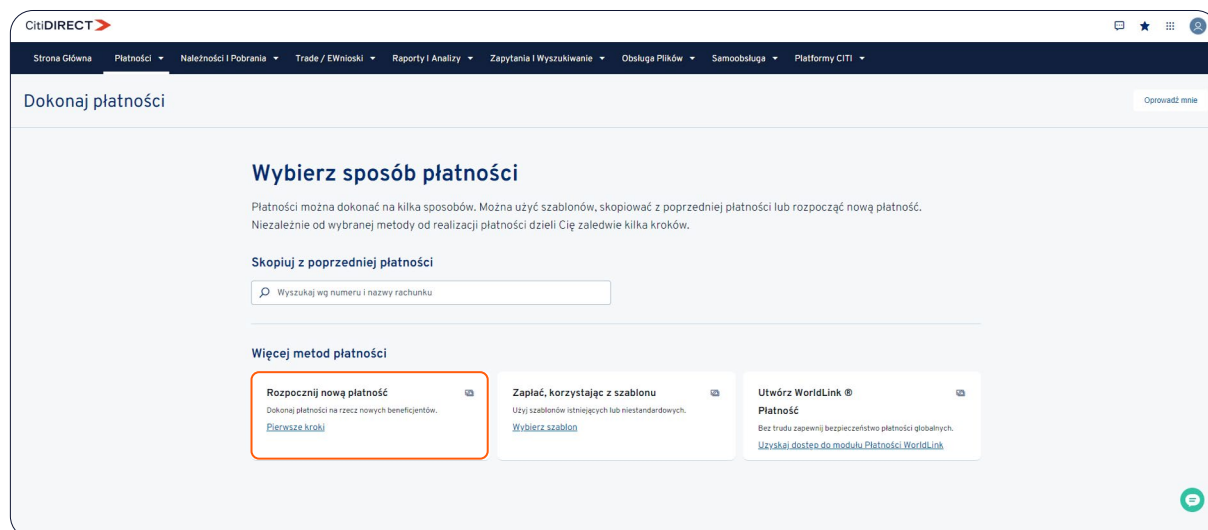 CitiDIRECT
Strona Główna Płatności Należności I Pobrania Trade / EWnioski Raporty I Analizy Zapytania I Wyszukiwanie Obsługa Plików Samoobsługa Platformy CITI
Dokonaj płatności
Oprowadź mnie
Wybierz sposób płatności
Płatności można dokonać na kilka sposobów. Można użyć szablonów, skopiować z poprzedniej płatności lub rozpocząć nową płatność.
Niezależnie od wybranej metody od realizacji płatności dzieli Cię zaledwie kilka kroków.
Skopiuj z poprzedniej płatności
Wyszukaj wg numeru i nazwy rachunku
Więcej metod płatności
Rozpocznij nową płatność
Dokonaj płatności na rzecz nowych beneficjentów.
Pierwsze kroki
Zapłać, korzystając z szablonu
Użyj szablonów istniejących lub niestandardowych.
Wybierz szablon
Utwórz WorldLink ®
Płatność
Bez trudu zapewnij bezpieczeństwo płatności globalnych.
Uzyskaj dostęp do modułu Płatności WorldLink